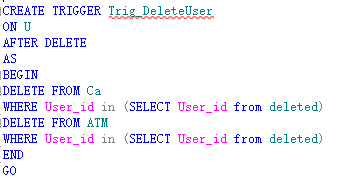 CREATE TRIGGER Trig_DeleteUser
ON U
AFTER DELETE
AS
BEGIN
DELETE FROM Ca
WHERE User_id in (SELECT User_id from deleted)
DELETE FROM ATM
WHERE User_id in (SELECT User_id from deleted)
END
GO